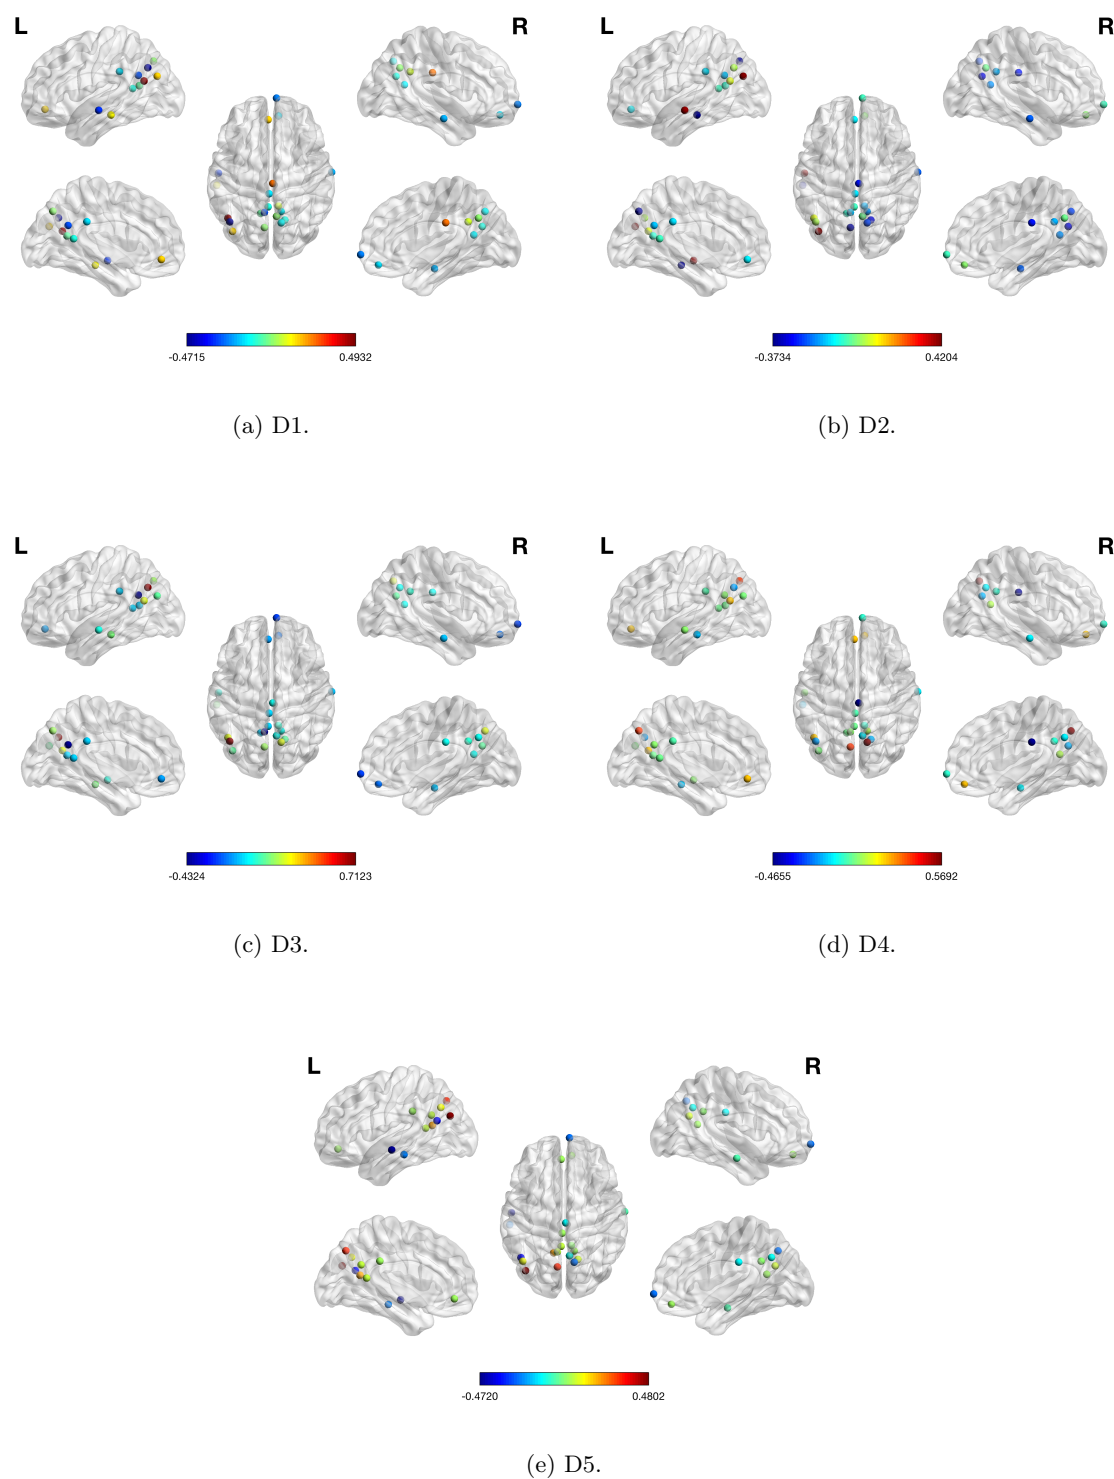 L R L R
-0.4715 0.4932 -0.3734 0.4204
(a) D1. (b) D2.
L R L R
-0.4324 0.7123 -0.4655 0.5692
(c) D3. (d) D4.
L R
-0.4720 0.4802
(e) D5.